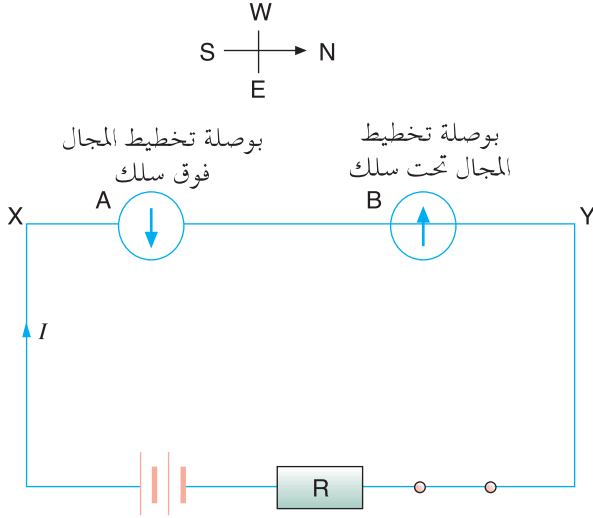 W
S N
E
بوصلة تخطيط المجال
فوق سلك
بوصلة تخطيط
المجال تحت سلك
A
B
X
Y
I
R